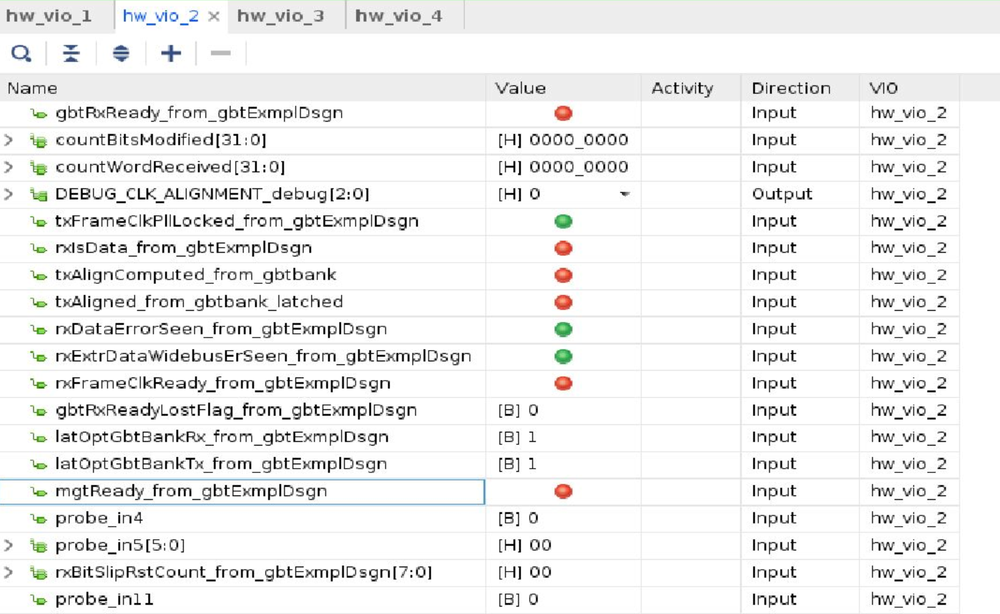 hw_vio_1 hw_vio_2 hw_vio_3 hw_vio_4
Name Value Activity Direction VIO
gbtRxReady_from_gbtExmplDsgn Input hw_vio_2
countBitsModified[31:0] [H] 0000_0000 Input hw_vio_2
countWordReceived[31:0] [H] 0000_0000 Input hw_vio_2
DEBUG_CLK_ALIGNMENT_debug[2:0] [H] 0 Output hw_vio_2
txFrameClkPllLocked_from_gbtExmplDsgn Input hw_vio_2
rxIsData_from_gbtExmplDsgn Input hw_vio_2
txAlignComputed_from_gbtbank Input hw_vio_2
txAligned_from_gbtbank_latched Input hw_vio_2
rxDataErrorSeen_from_gbtExmplDsgn Input hw_vio_2
rxExtrDataWidebusErSeen_from_gbtExmplDsgn Input hw_vio_2
rxFrameClkReady_from_gbtExmplDsgn Input hw_vio_2
gbtRxReadyLostFlag_from_gbtExmplDsgn [B] 0 Input hw_vio_2
latOptGbtBankRx_from_gbtExmplDsgn [B] 1 Input hw_vio_2
latOptGbtBankTx_from_gbtExmplDsgn [B] 1 Input hw_vio_2
mgtReady_from_gbtExmplDsgn Input hw_vio_2
probe_in4 [B] 0 Input hw_vio_2
probe_in5[5:0] [H] 00 Input hw_vio_2
rxBitSlipRstCount_from_gbtExmplDsgn[7:0] [H] 00 Input hw_vio_2
probe_in11 [B] 0 Input hw_vio_2